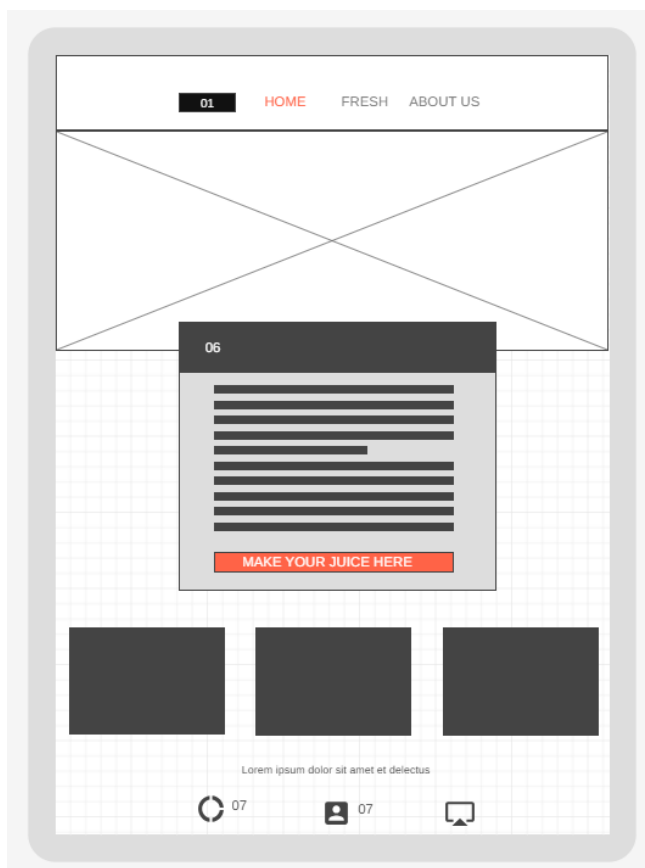 01 HOME FRESH ABOUT US
06
MAKE YOUR JUICE HERE
Lorem ipsum dolor sit amet et delectus
07 07